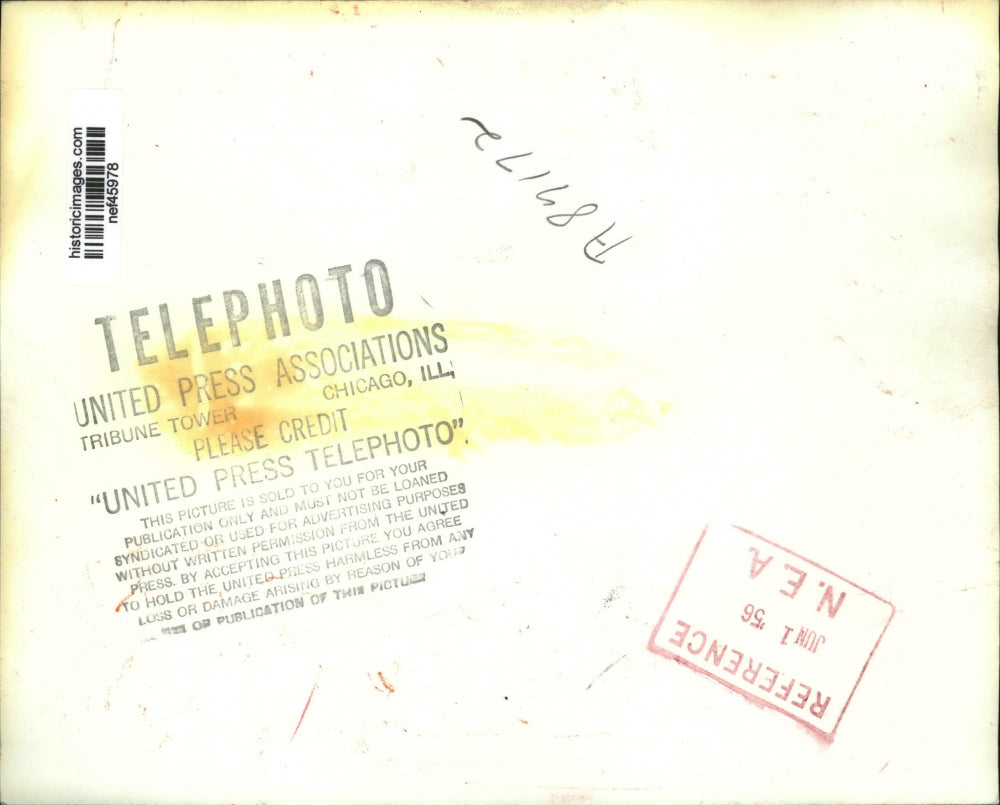 historicimages.com
nef45978
TELEPHOTO
UNITED PRESS ASSOCIATIONS
TRIBUNE TOWER CHICAGO, ILL.
PLEASE CREDIT
"UNITED PRESS TELEPHOTO".
THIS PICTURE IS SOLD TO YOU FOR YOUR
PUBLICATION ONLY AND MUST NOT BE LOANED
SYNDICATED OR USED FOR ADVERTISING PURPOSES
WITHOUT WRITTEN PERMISSION FROM THE UNITED
PRESS. BY ACCEPTING THIS PICTURE YOU AGREE
TO HOLD THE UNITED PRESS HARMLESS FROM ANY
LOSS OR DAMAGE ARISING BY REASON OF YOUR
OR PUBLICATION OF THIS PICTURE
REFERENCE
JUN 1 '56
N. E. A.